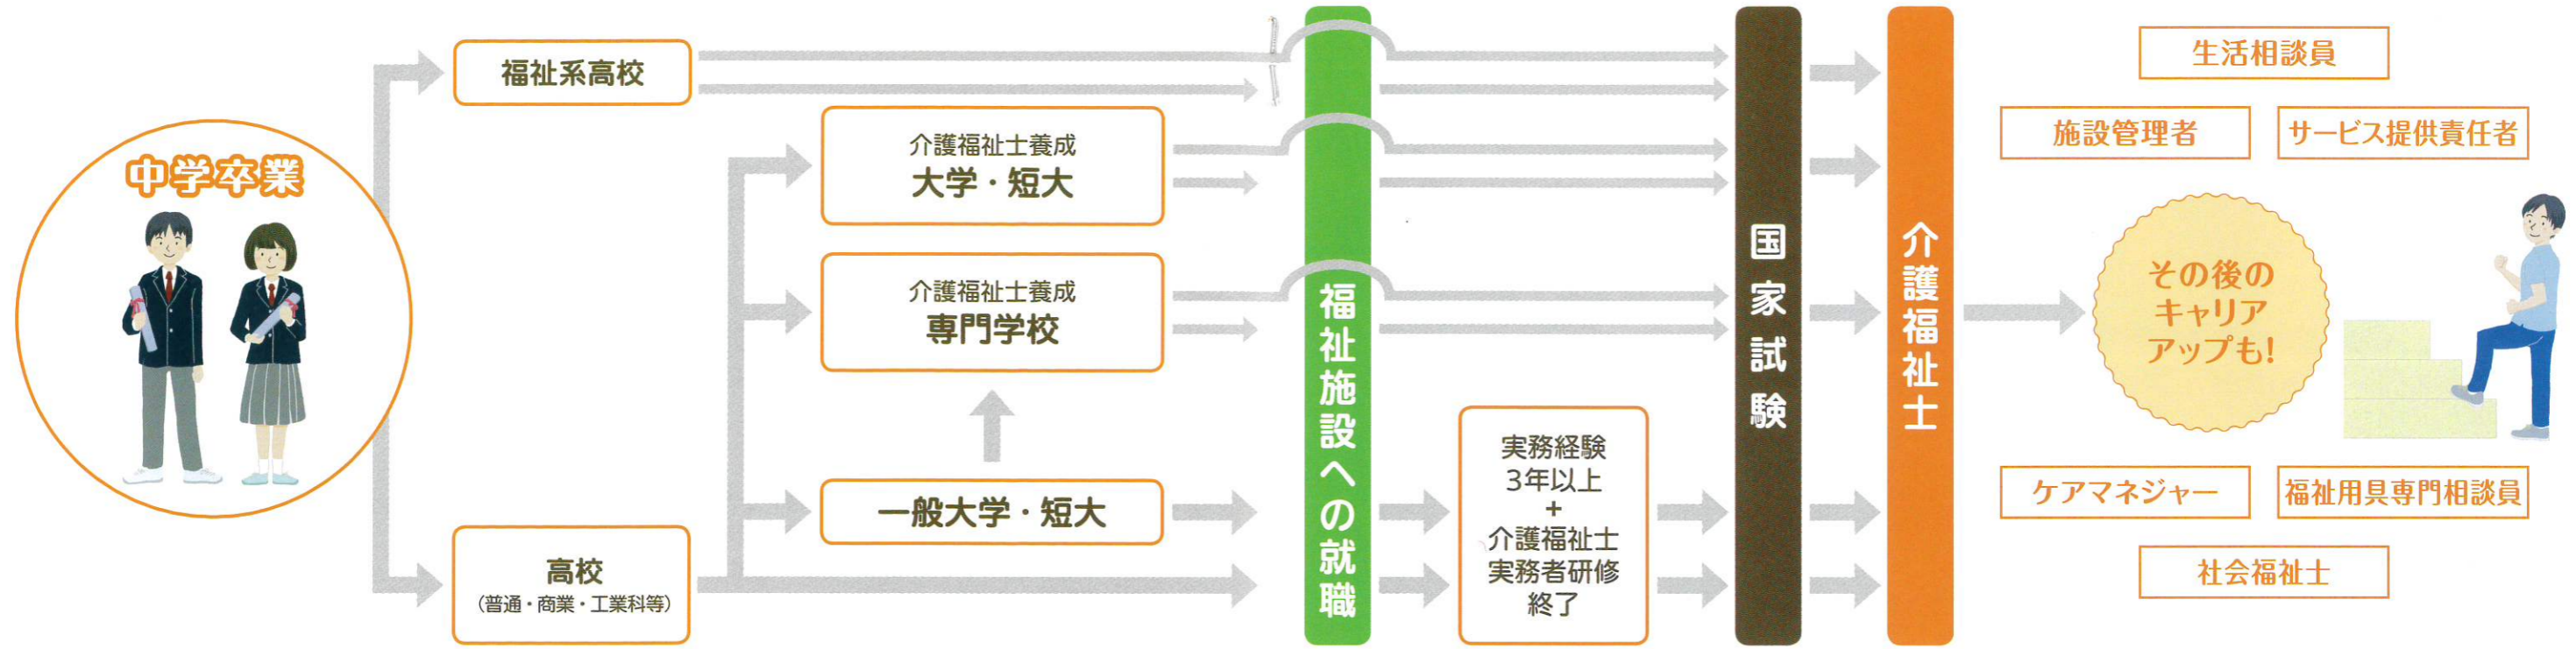 中学卒業
福祉系高校
高校
(普通・商業・工業科等)
介護福祉士養成
大学・短大
介護福祉士養成
専門学校
一般大学・短大
福祉施設への就職
実務経験
3年以上
+
介護福祉士
実務者研修
終了
国家試験
介護福祉士
生活相談員
施設管理者
サービス提供責任者
その後の
キャリア
アップも!
ケアマネジャー
福祉用具専門相談員
社会福祉士